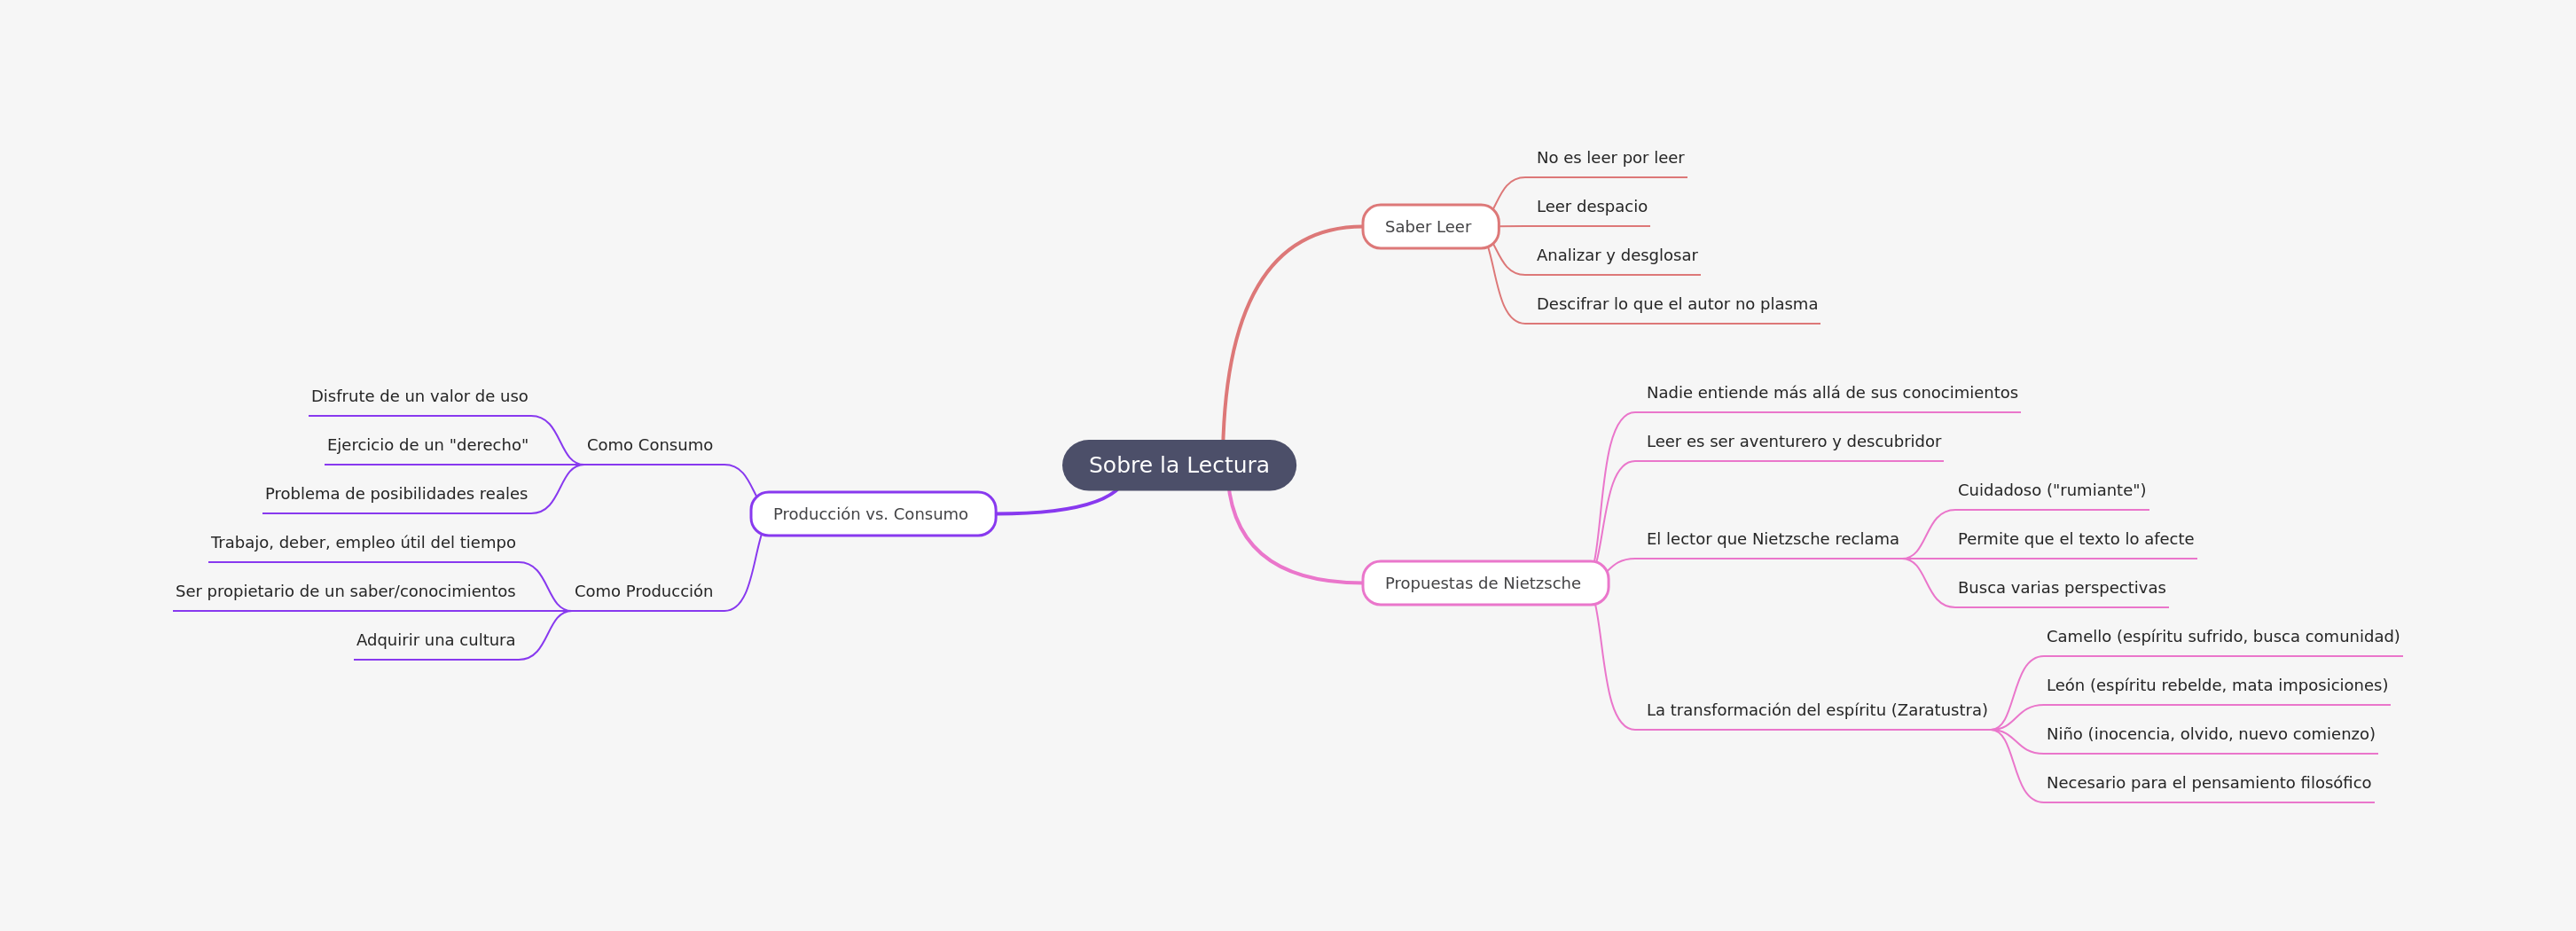 Sobre la Lectura
Saber Leer
No es leer por leer
Leer despacio
Analizar y desglosar
Descifrar lo que el autor no plasma
Propuestas de Nietzsche
Nadie entiende más allá de sus conocimientos
Leer es ser aventurero y descubridor
El lector que Nietzsche reclama
Cuidadoso ("rumiante")
Permite que el texto lo afecte
Busca varias perspectivas
La transformación del espíritu (Zaratustra)
Camello (espíritu sufrido, busca comunidad)
León (espíritu rebelde, mata imposiciones)
Niño (inocencia, olvido, nuevo comienzo)
Necesario para el pensamiento filosófico
Producción vs. Consumo
Como Consumo
Disfrute de un valor de uso
Ejercicio de un "derecho"
Problema de posibilidades reales
Como Producción
Trabajo, deber, empleo útil del tiempo
Ser propietario de un saber/conocimientos
Adquirir una cultura